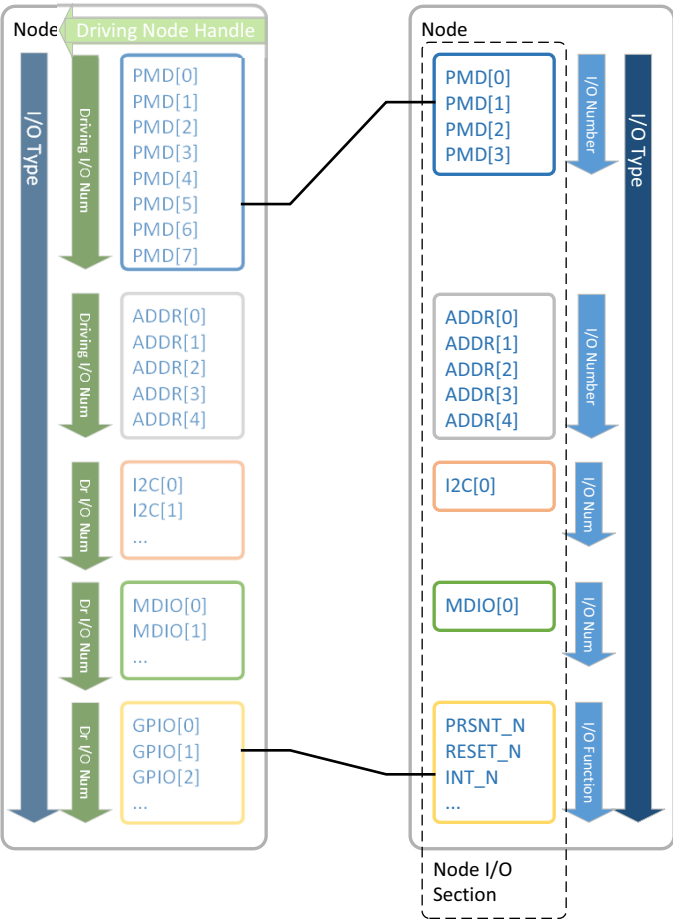 Node
Driving Node Handle
I/O Type
Driving I/O Num
PMD[0]
PMD[1]
PMD[2]
PMD[3]
PMD[4]
PMD[5]
PMD[6]
PMD[7]
Driving I/O Num
ADDR[0]
ADDR[1]
ADDR[2]
ADDR[3]
ADDR[4]
Dr I/O Num
I2C[0]
I2C[1]
...
Dr I/O Num
MDIO[0]
MDIO[1]
...
Dr I/O Num
GPIO[0]
GPIO[1]
GPIO[2]
...
Node
PMD[0]
PMD[1]
PMD[2]
PMD[3]
I/O Number
I/O Type
ADDR[0]
ADDR[1]
ADDR[2]
ADDR[3]
ADDR[4]
I/O Number
I2C[0]
I/O Num
MDIO[0]
I/O Num
PRSNT_N
RESET_N
INT_N
...
I/O Function
Node I/O
Section